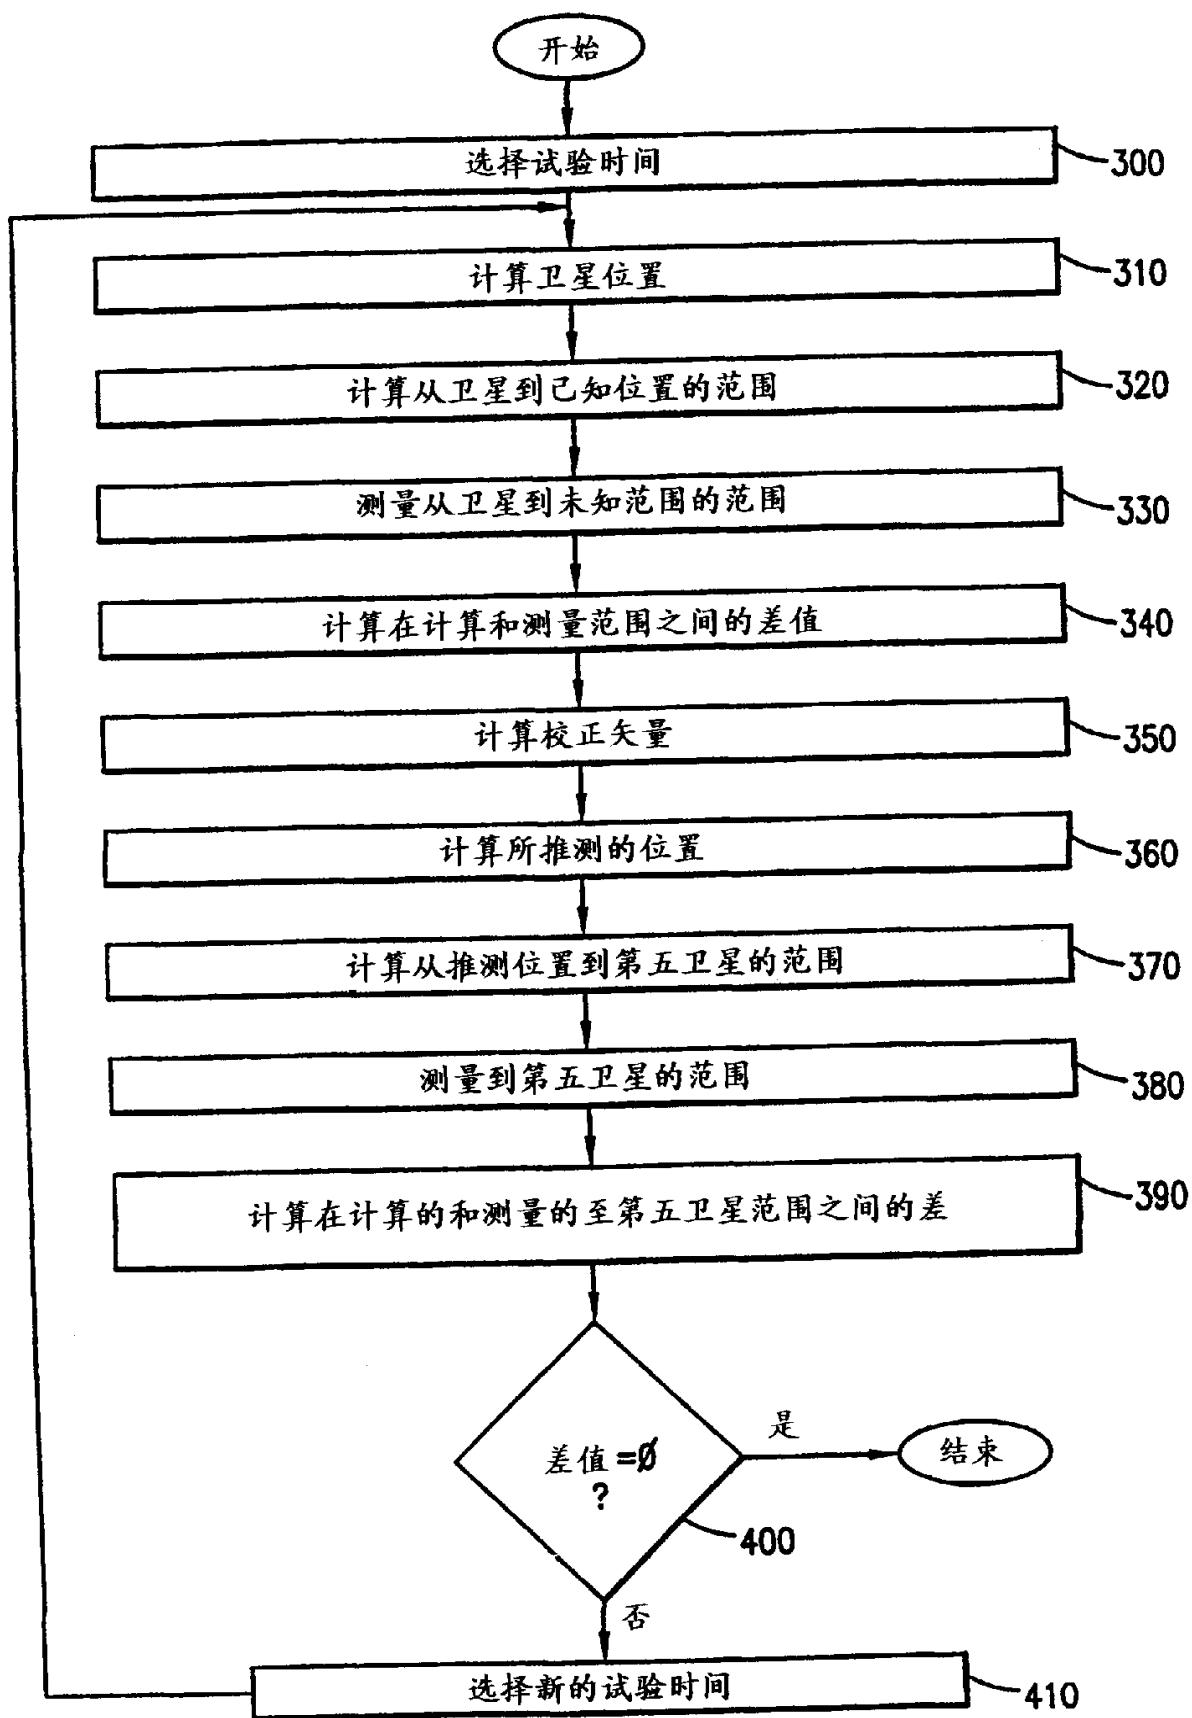 开始
选择试验时间
300
计算卫星位置
310
计算从卫星到已知位置的范围
320
测量从卫星到未知范围的范围
330
计算在计算和测量范围之间的差值
340
计算校正矢量
350
计算所推测的位置
360
计算从推测位置到第五卫星的范围
370
测量到第五卫星的范围
380
计算在计算的和测量的至第五卫星范围之间的差
390
差值=Ø
?
是
结束
400
否
选择新的试验时间
410